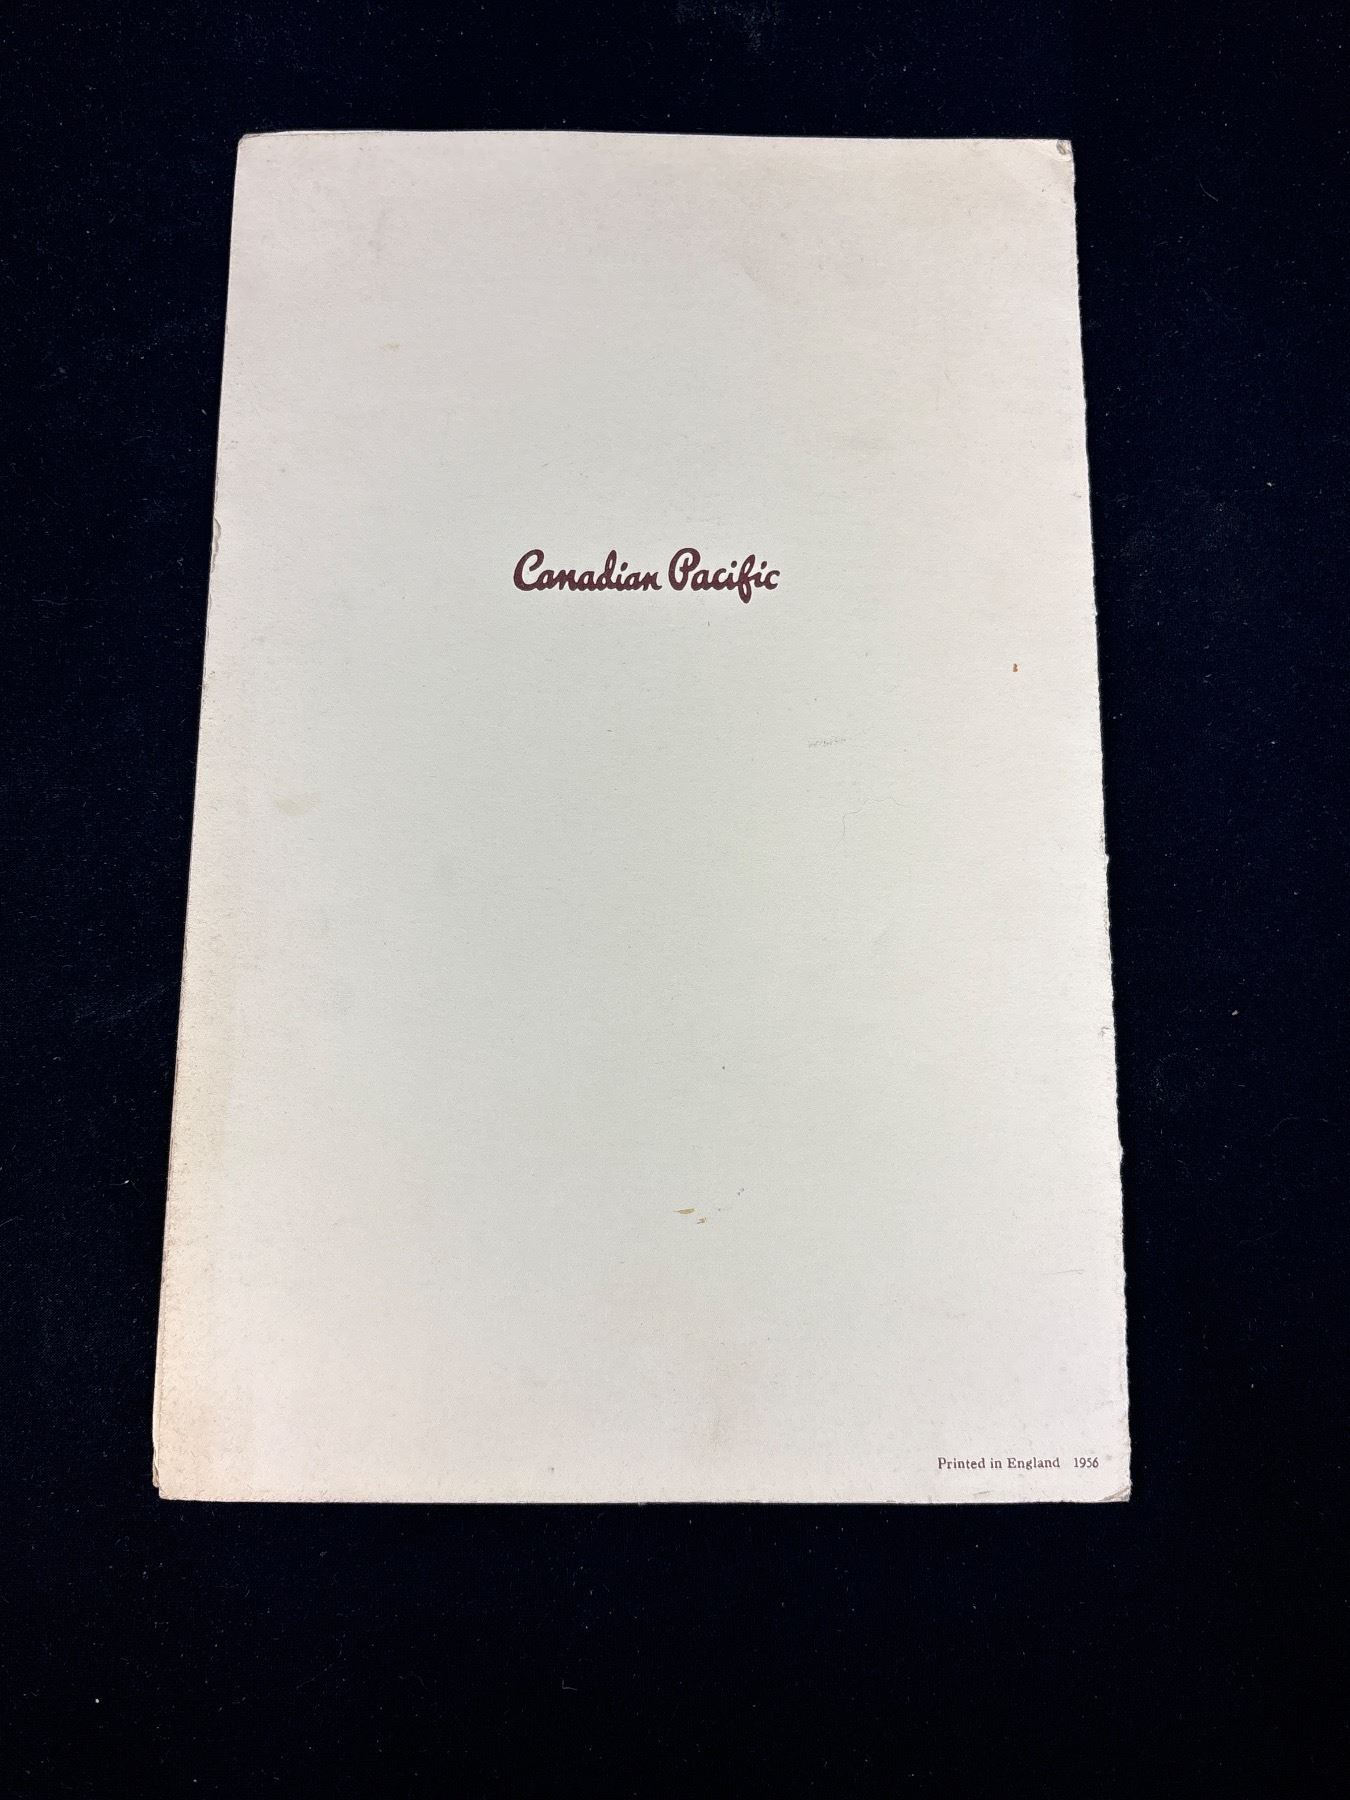 Canadian Pacific
Printed in England 1956